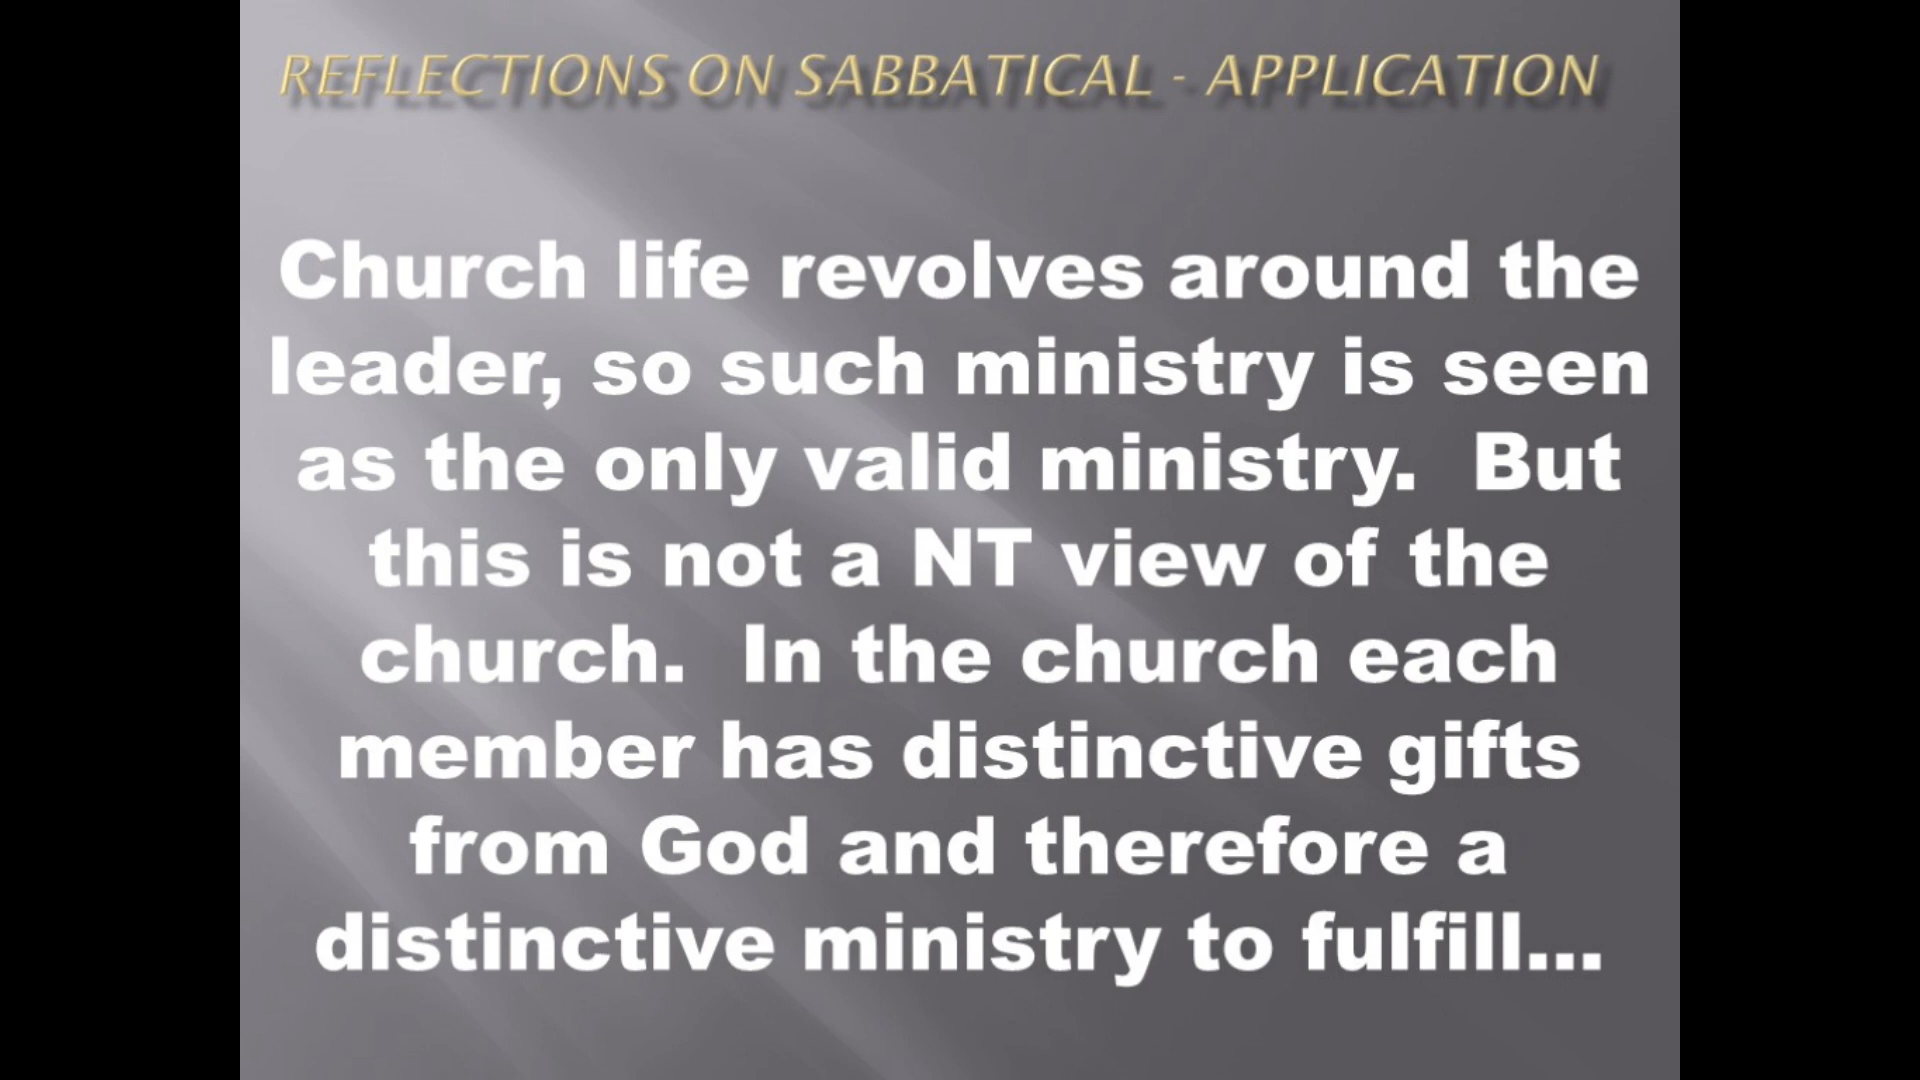 REFLECTIONS ON SABBATICAL - APPLICATION
Church life revolves around the
leader, so such ministry is seen
as the only valid ministry.  But
this is not a NT view of the
church.  In the church each
member has distinctive gifts
from God and therefore a
distinctive ministry to fulfill...